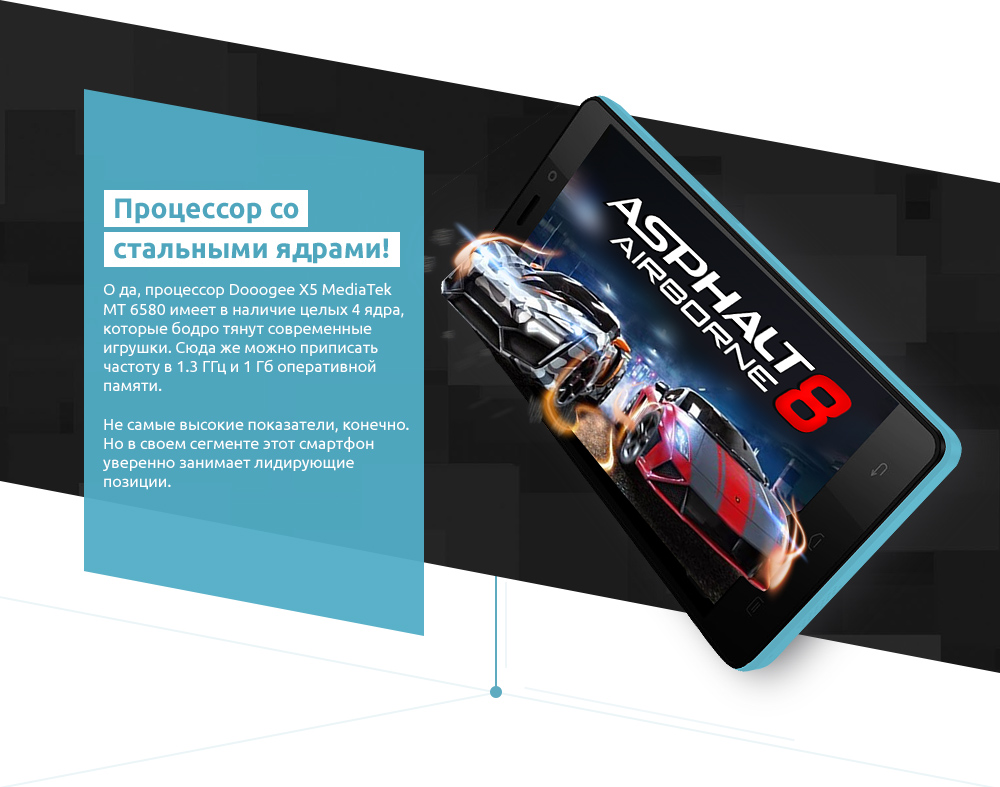 Процессор со
стальными ядрами!
О да, процессор Dooogee X5 MediaTek
MT 6580 имеет в наличие целых 4 ядра,
которые бодро тянут современные
игрушки. Сюда же можно приписать
частоту в 1.3 ГГц и 1 Гб оперативной
памяти.
Не самые высокие показатели, конечно.
Но в своем сегменте этот смартфон
уверенно занимает лидирующие
позиции.
ASPHALT 8
AIRBORNE